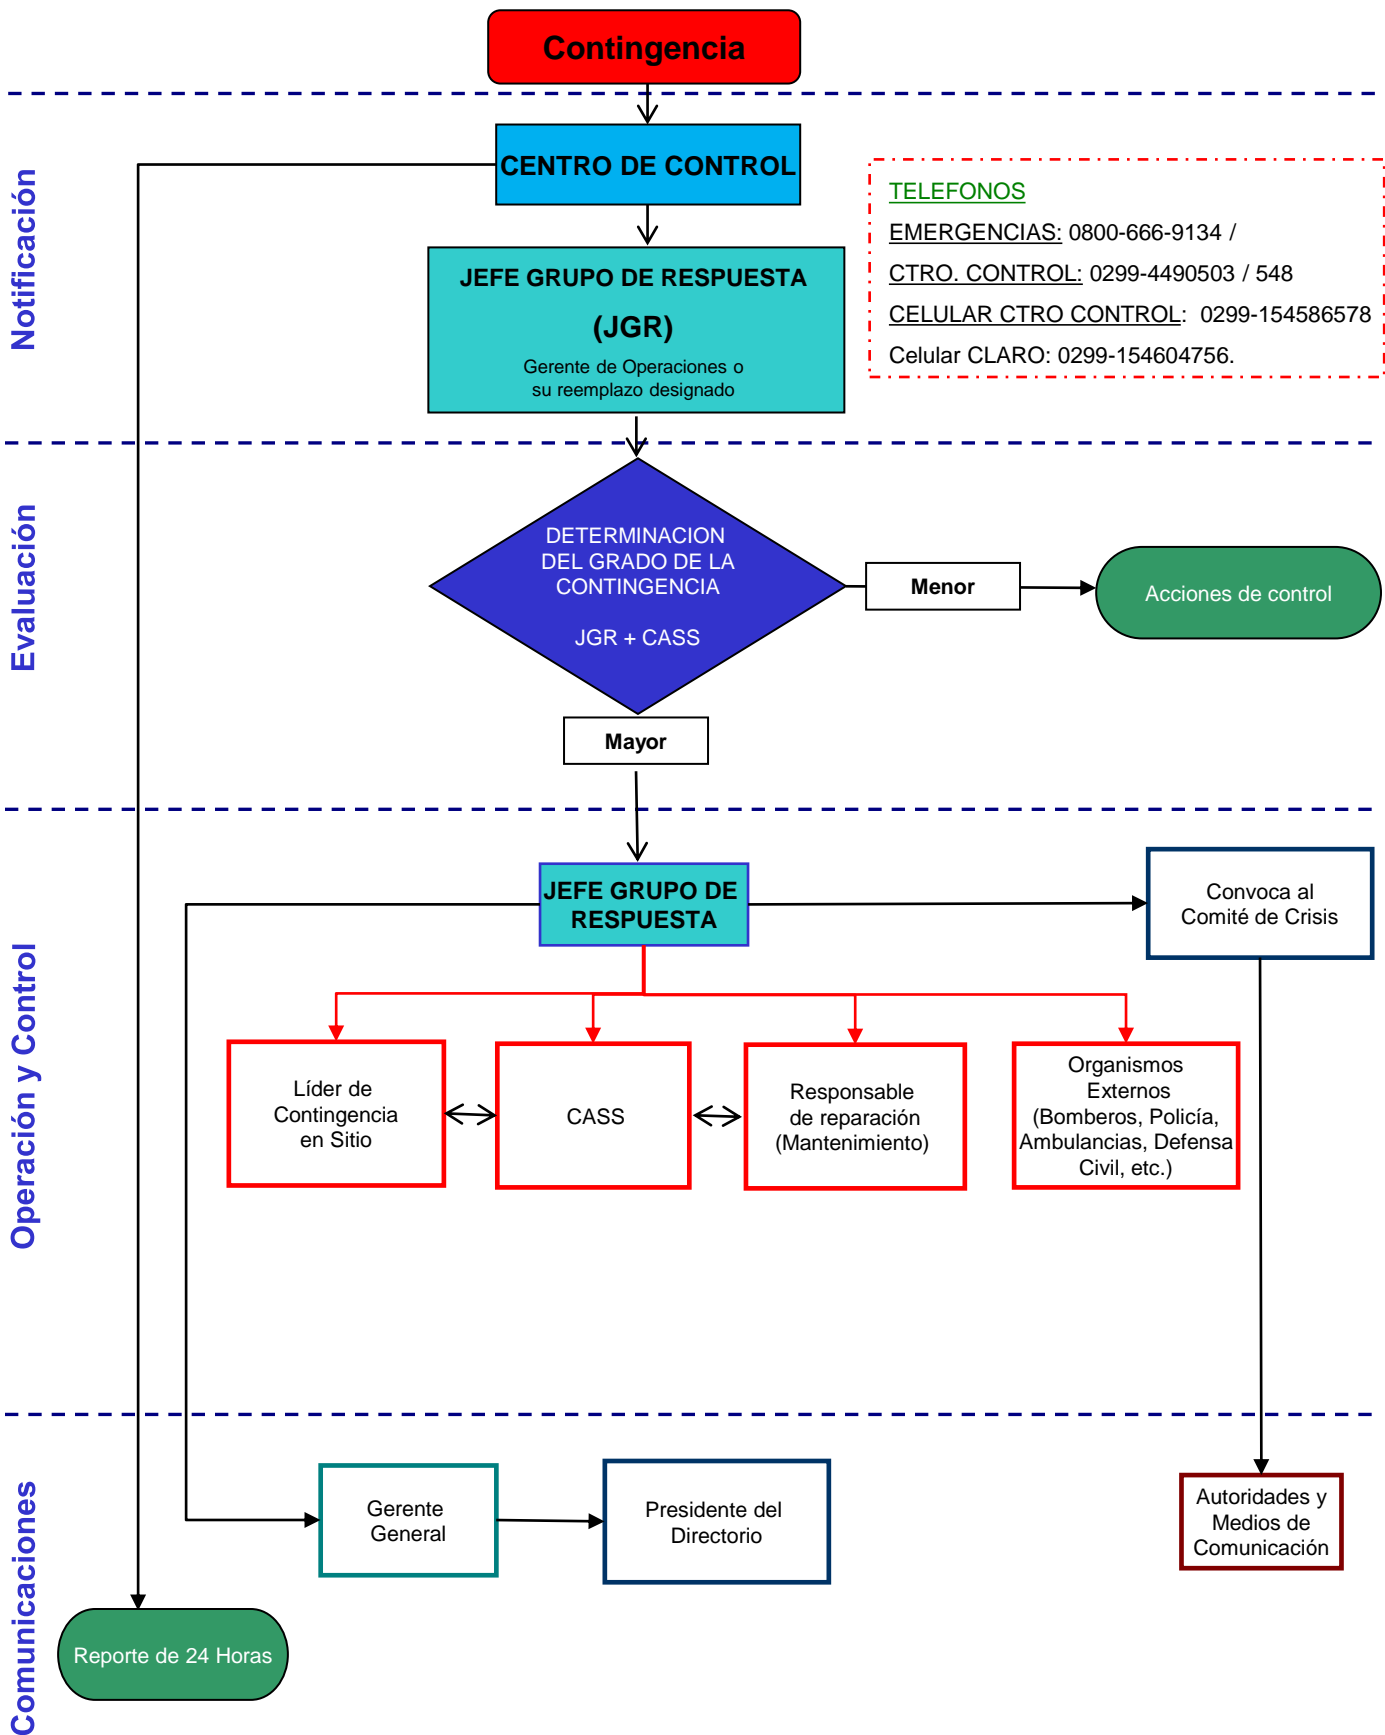 Contingencia
Notificación
CENTRO DE CONTROL
TELEFONOS
EMERGENCIAS: 0800-666-9134 /
CTRO. CONTROL: 0299-4490503 / 548
CELULAR CTRO CONTROL: 0299-154586578
Celular CLARO: 0299-154604756.
JEFE GRUPO DE RESPUESTA
(JGR)
Gerente de Operaciones o
su reemplazo designado
Evaluación
DETERMINACION
DEL GRADO DE LA
CONTINGENCIA
JGR + CASS
Menor
Acciones de control
Mayor
Operación y Control
JEFE GRUPO DE
RESPUESTA
Convoca al
Comité de Crisis
Líder de
Contingencia
en Sitio
CASS
Responsable
de reparación
(Mantenimiento)
Organismos
Externos
(Bomberos, Policía,
Ambulancias, Defensa
Civil, etc.)
Comunicaciones
Gerente
General
Presidente del
Directorio
Autoridades y
Medios de
Comunicación
Reporte de 24 Horas